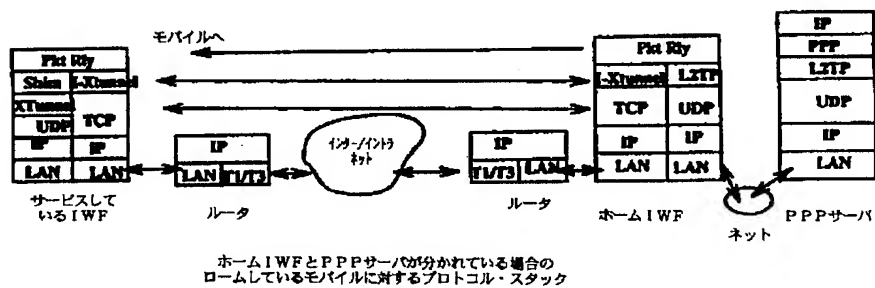 モバイルへ
Pkt Rly
I-Xtunnel
XTunnel
UDP
TCP
IP
IP
LAN
LAN
サービスして
いるIWF
IP
LAN
T1/T3
ルータ
インター/イントラ
ネット
IP
T1/T3
LAN
ルータ
Pkt Rly
I-Xtunnel
L2TP
TCP
UDP
IP
IP
LAN
LAN
ホームIWF
ネット
IP
PPP
L2TP
UDP
IP
LAN
PPPサーバ
ホームIWFとPPPサーバが分かれている場合の
ロームしているモバイルに対するプロトコル・スタック